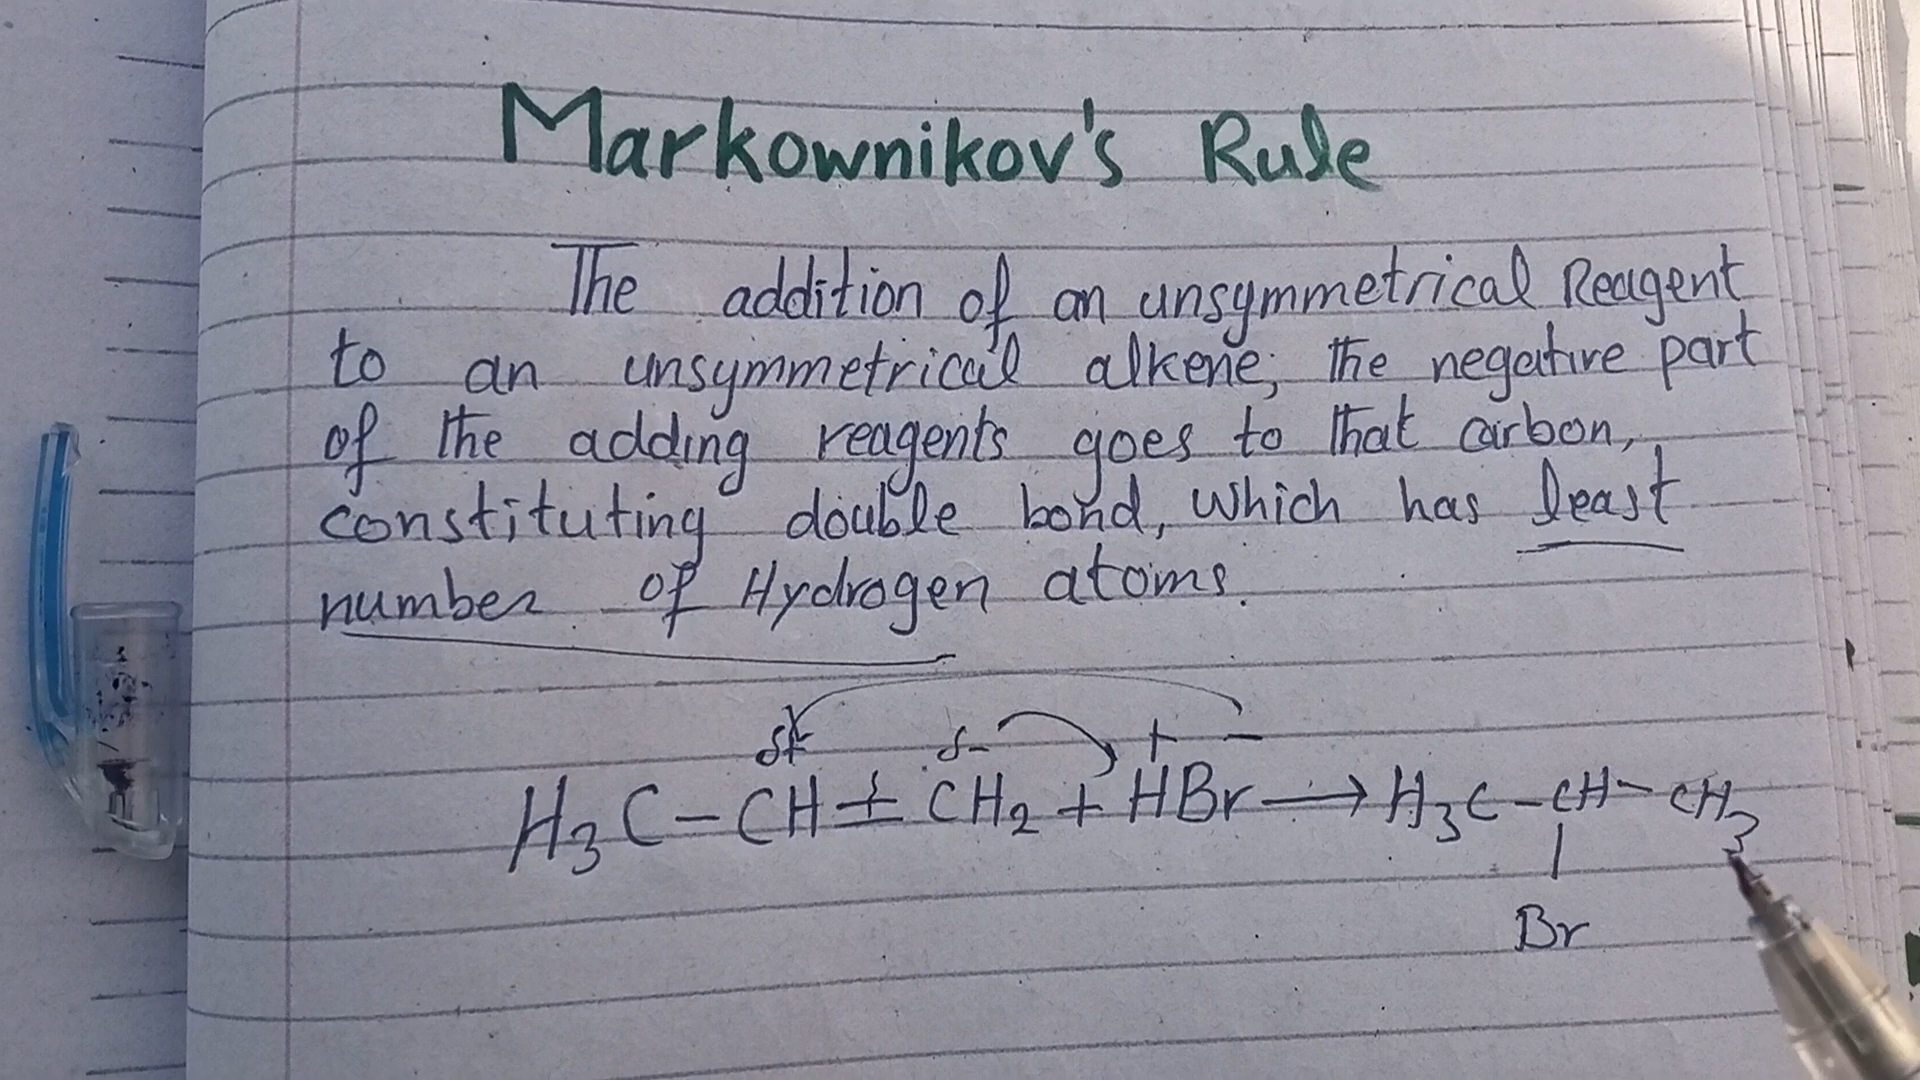 Markownikov's Rule
The addition of an unsymmetrical Reagent
to an unsymmetrical alkene; the negative part
of the adding reagents goes to that carbon,
constituting double bond, which has least
number of Hydrogen atoms.
δ+ δ- + -
H₃C-CH=CH₂ + HBr → H₃C-CH-CH₃
|
Br